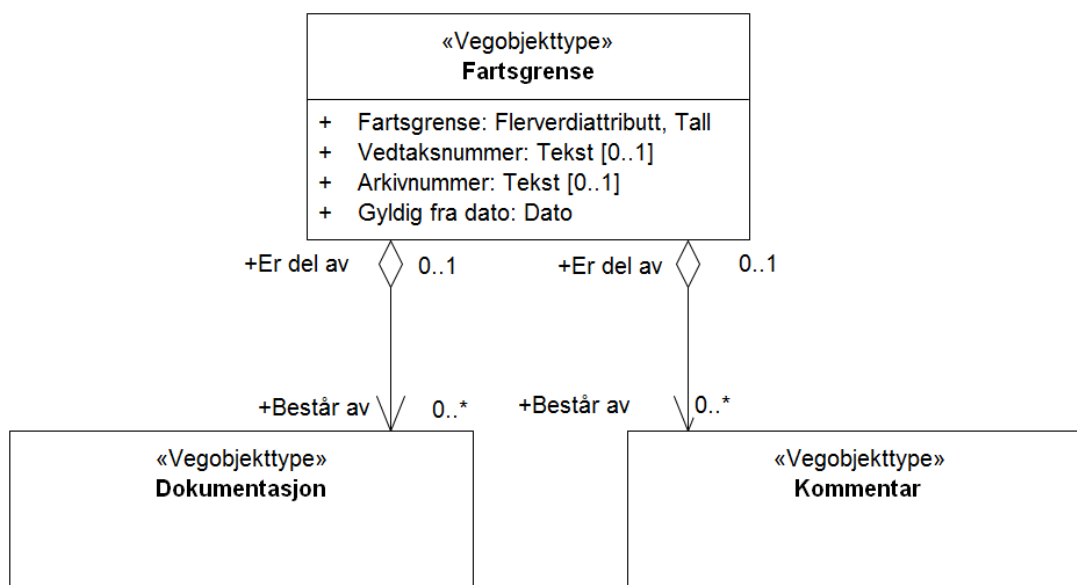 «Vegobjekttype»
Fartsgrense
+ Fartsgrense: Flerverdiattributt, Tall
+ Vedtaksnummer: Tekst [0..1]
+ Arkivnummer: Tekst [0..1]
+ Gyldig fra dato: Dato
+Er del av 0..1 +Er del av 0..1
+Består av 0..* +Består av 0..*
«Vegobjekttype» «Vegobjekttype»
Dokumentasjon Kommentar